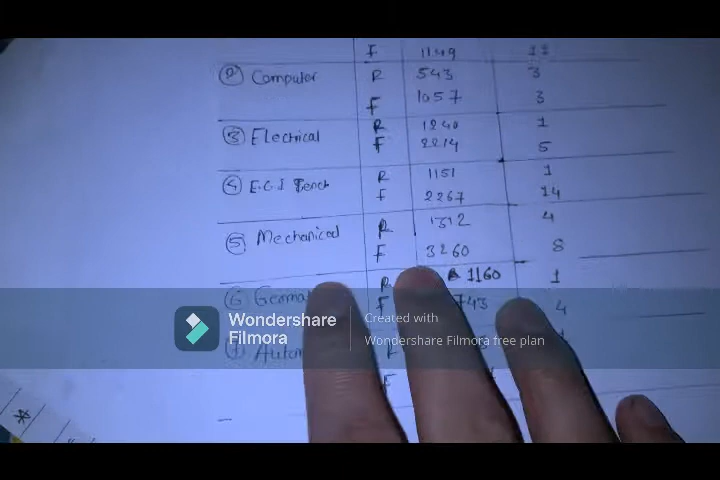 F 1149
② Computer R 543 3
F 1057 3
③ Electrical R 1240 1
F 2214 5
④ E.C.I R 1151 1
F 2267 14
⑤ Mechanical R 1312 4
F 3260 8
⑥ R 1160 1
F 743 4
Wondershare
Filmora
Created with
Wondershare Filmora free plan
R
F